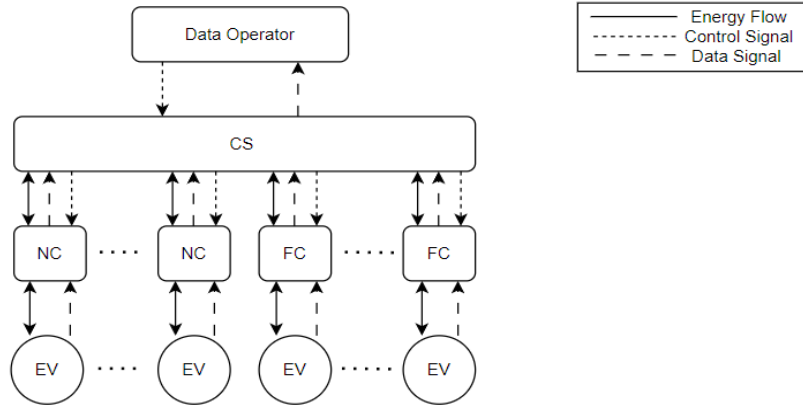 Data Operator
Energy Flow
Control Signal
Data Signal
CS
NC NC FC FC
EV EV EV EV